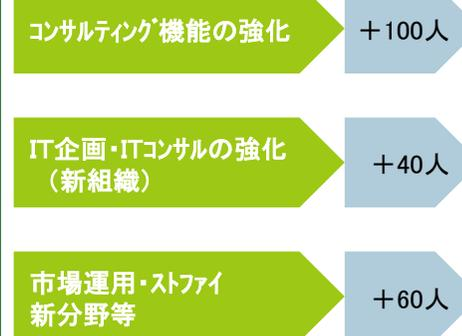 コンサルティング機能の強化
＋100人
IT企画・ITコンサルの強化
（新組織）
＋40人
市場運用・ストファイ
新分野等
＋60人